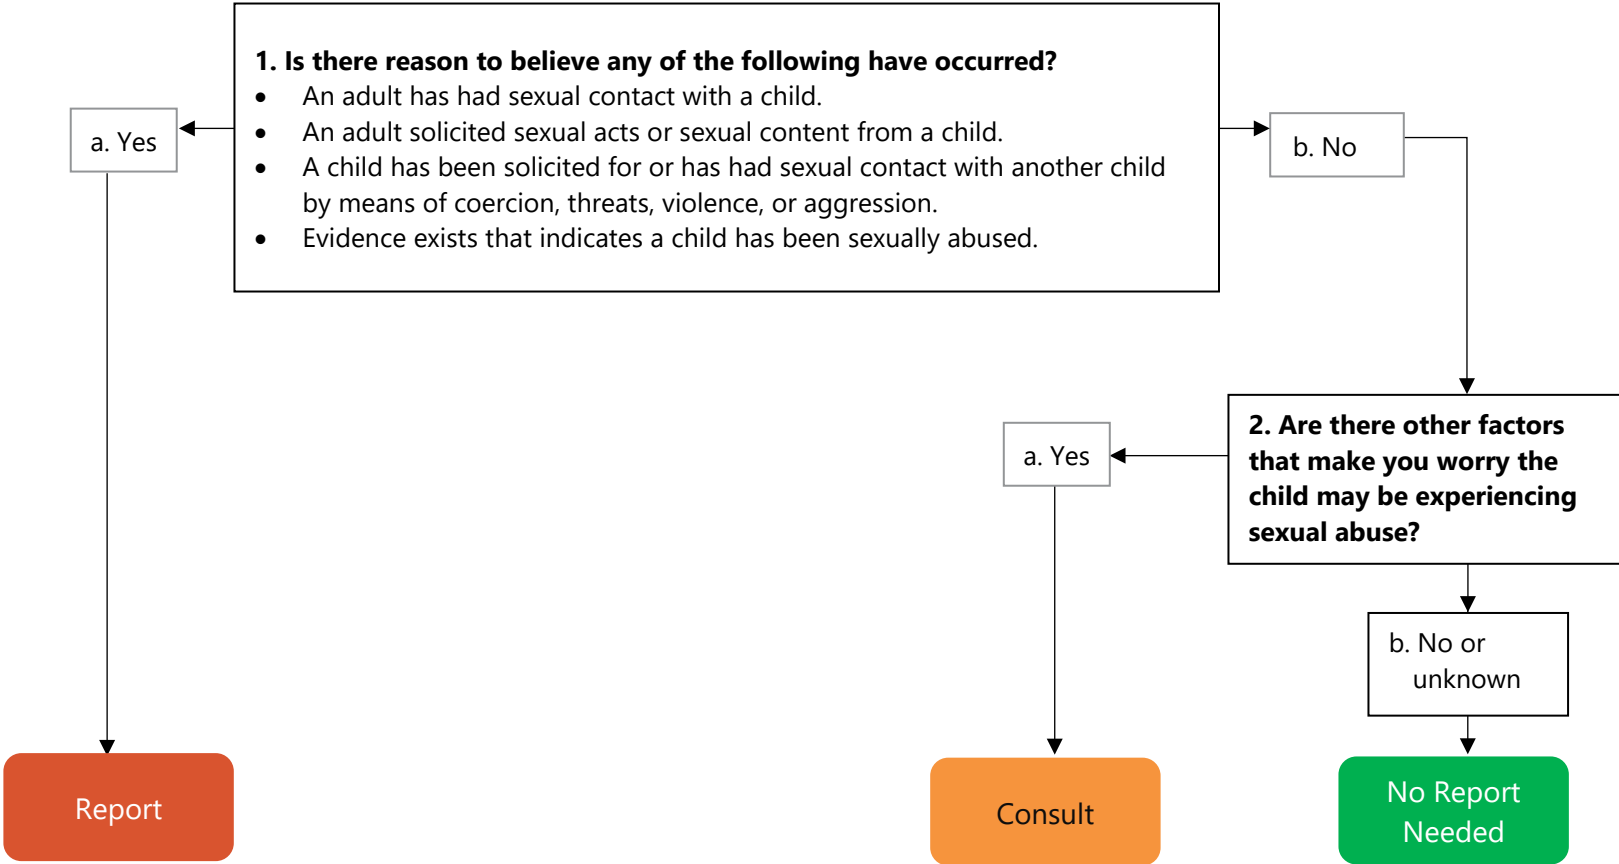 1. Is there reason to believe any of the following have occurred?
• An adult has had sexual contact with a child.
• An adult solicited sexual acts or sexual content from a child.
• A child has been solicited for or has had sexual contact with another child
by means of coercion, threats, violence, or aggression.
• Evidence exists that indicates a child has been sexually abused.
a. Yes
b. No
2. Are there other factors
that make you worry the
child may be experiencing
sexual abuse?
a. Yes
b. No or
unknown
Report
Consult
No Report
Needed